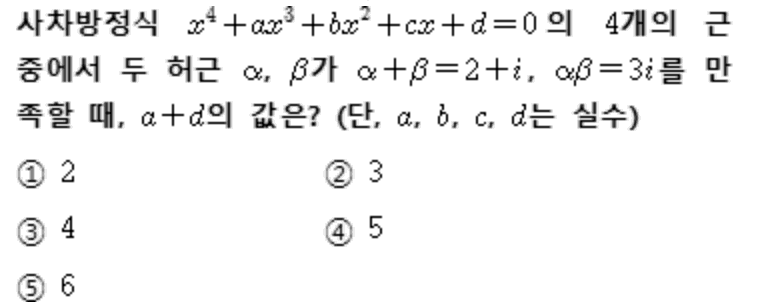 사차방정식 x⁴+ax³+bx²+cx+d=0의 4개의 근
중에서 두 허근 α, β가 α+β=2+i, αβ=3i를 만
족할 때, a+d의 값은? (단, a, b, c, d는 실수)
① 2 ② 3
③ 4 ④ 5
⑤ 6